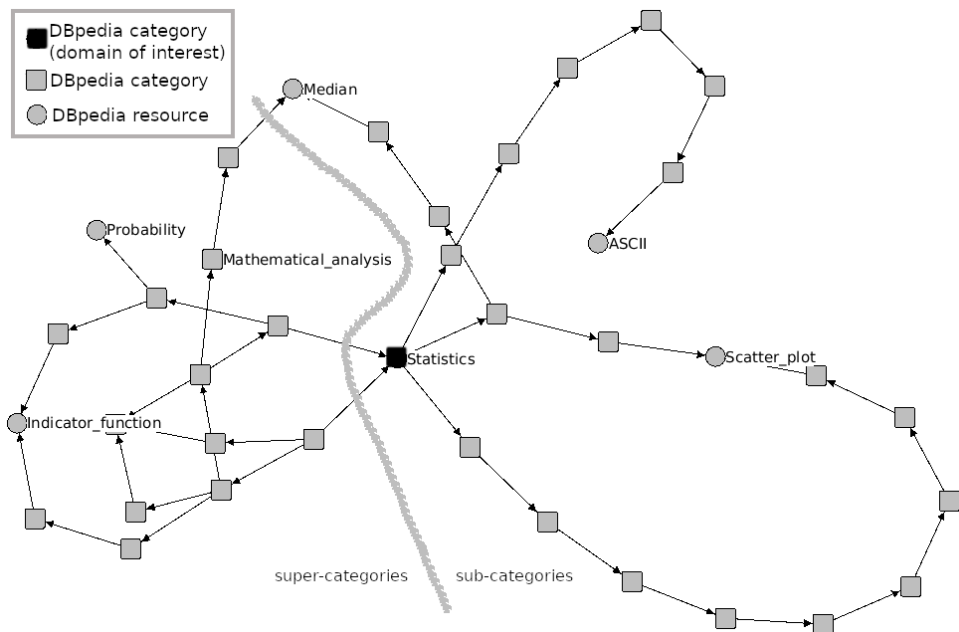 DBpedia category
(domain of interest)
DBpedia category
DBpedia resource
Median
Probability
ASCII
Mathematical_analysis
Statistics
Scatter_plot
Indicator_function
super-categories
sub-categories